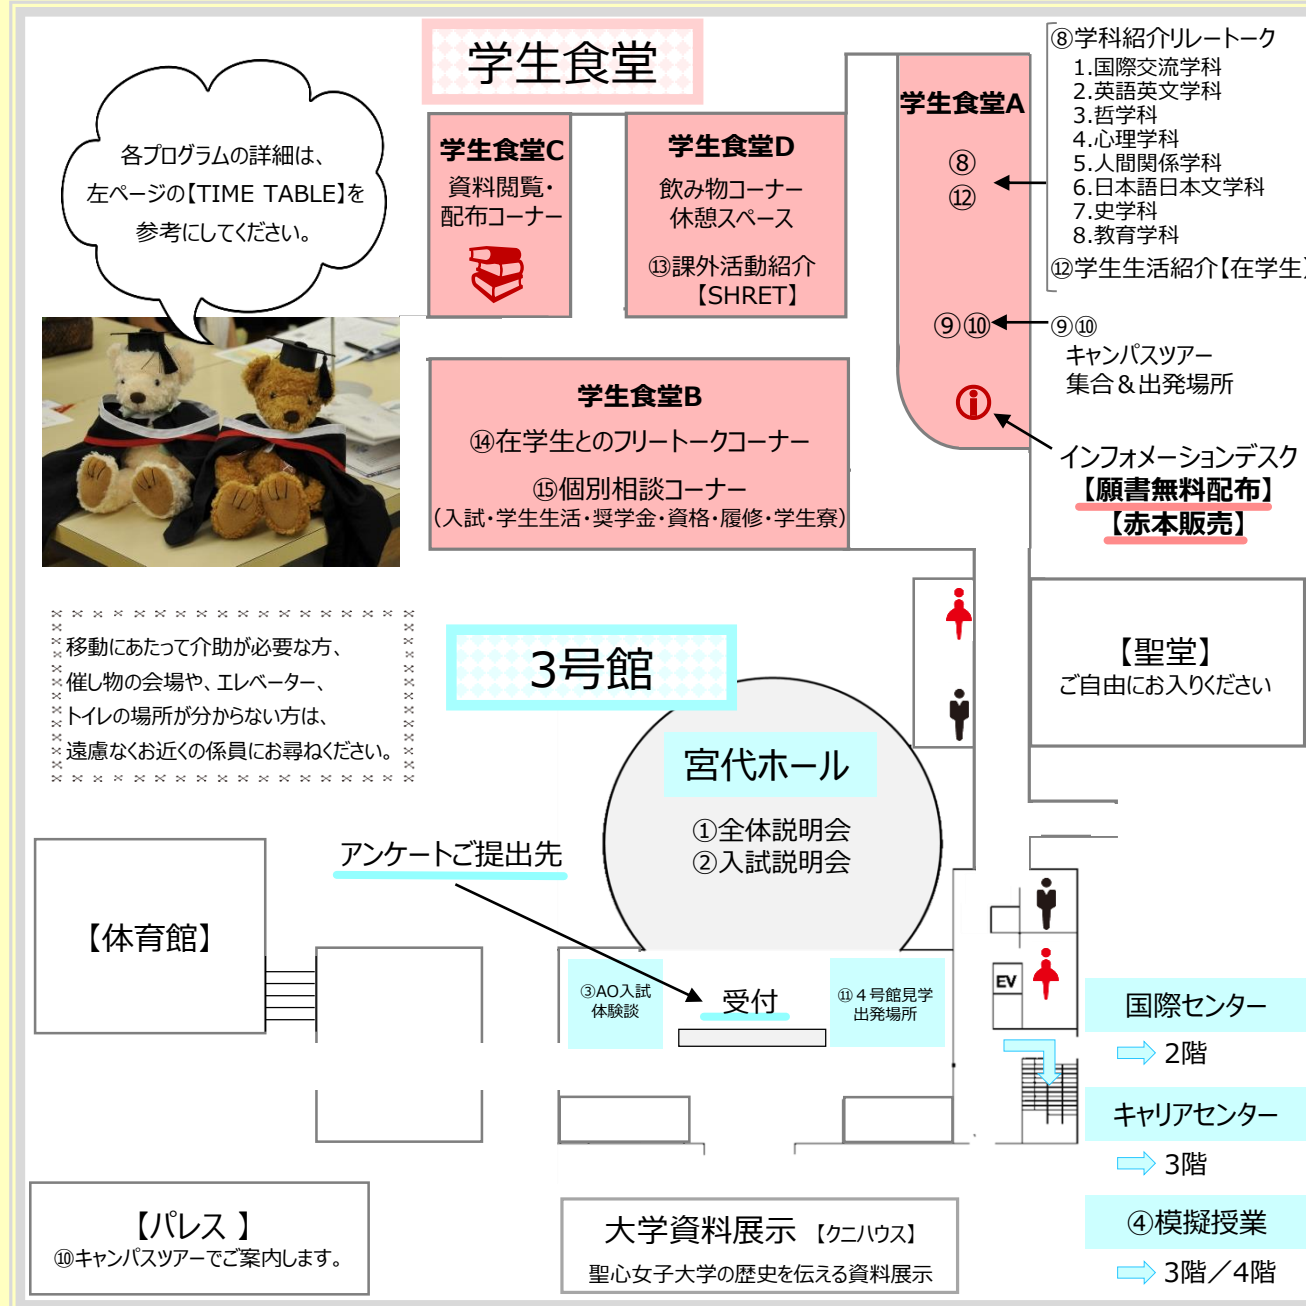 学生食堂
各プログラムの詳細は、
左ページの【TIME TABLE】を
参考にしてください。
学生食堂C
資料閲覧・
配布コーナー
学生食堂D
飲み物コーナー
休憩スペース
⑬課外活動紹介
【SHRET】
学生食堂A
⑧
⑫
⑨⑩
⑧学科紹介リレートーク
1.国際交流学科
2.英語英文学科
3.哲学科
4.心理学科
5.人間関係学科
6.日本語日本文学科
7.史学科
8.教育学科
⑫学生生活紹介【在学生】
⑨⑩
キャンパスツアー
集合＆出発場所
インフォメーションデスク
【願書無料配布】
【赤本販売】
学生食堂B
⑭在学生とのフリートークコーナー
⑮個別相談コーナー
（入試・学生生活・奨学金・資格・履修・学生寮）
移動にあたって介助が必要な方、
催し物の会場や、エレベーター、
トイレの場所が分からない方は、
遠慮なくお近くの係員にお尋ねください。
3号館
【聖堂】
ご自由にお入りください
宮代ホール
①全体説明会
②入試説明会
アンケートご提出先
【体育館】
③AO入試
体験談
受付
⑪４号館見学
出発場所
EV
国際センター
2階
キャリアセンター
3階
④模擬授業
3階／4階
【パレス 】
⑩キャンパスツアーでご案内します。
大学資料展示 【クニハウス】
聖心女子大学の歴史を伝える資料展示